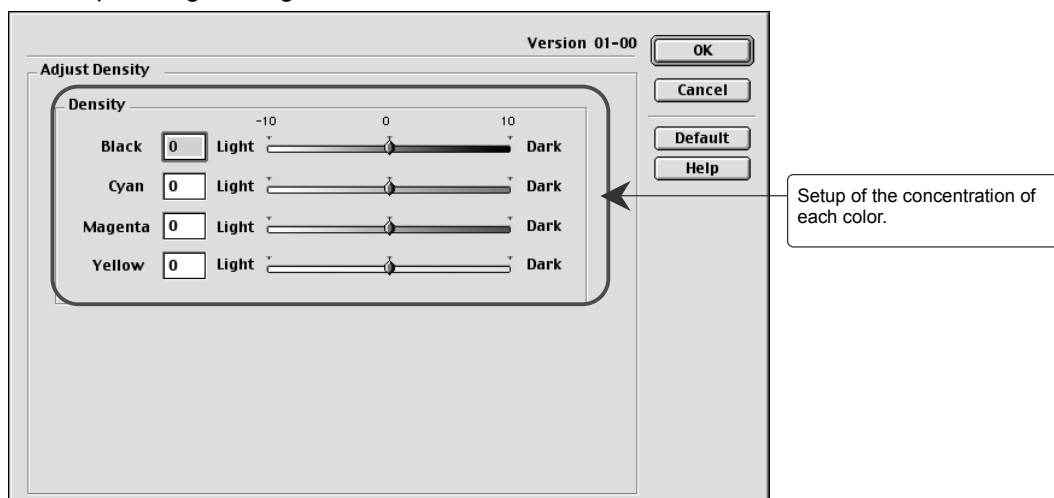 Version 01-00
OK
Adjust Density
Cancel
Density
-10 0 10
Default
Black 0 Light Dark
Help
Cyan 0 Light Dark
Setup of the concentration of
each color.
Magenta 0 Light Dark
Yellow 0 Light Dark